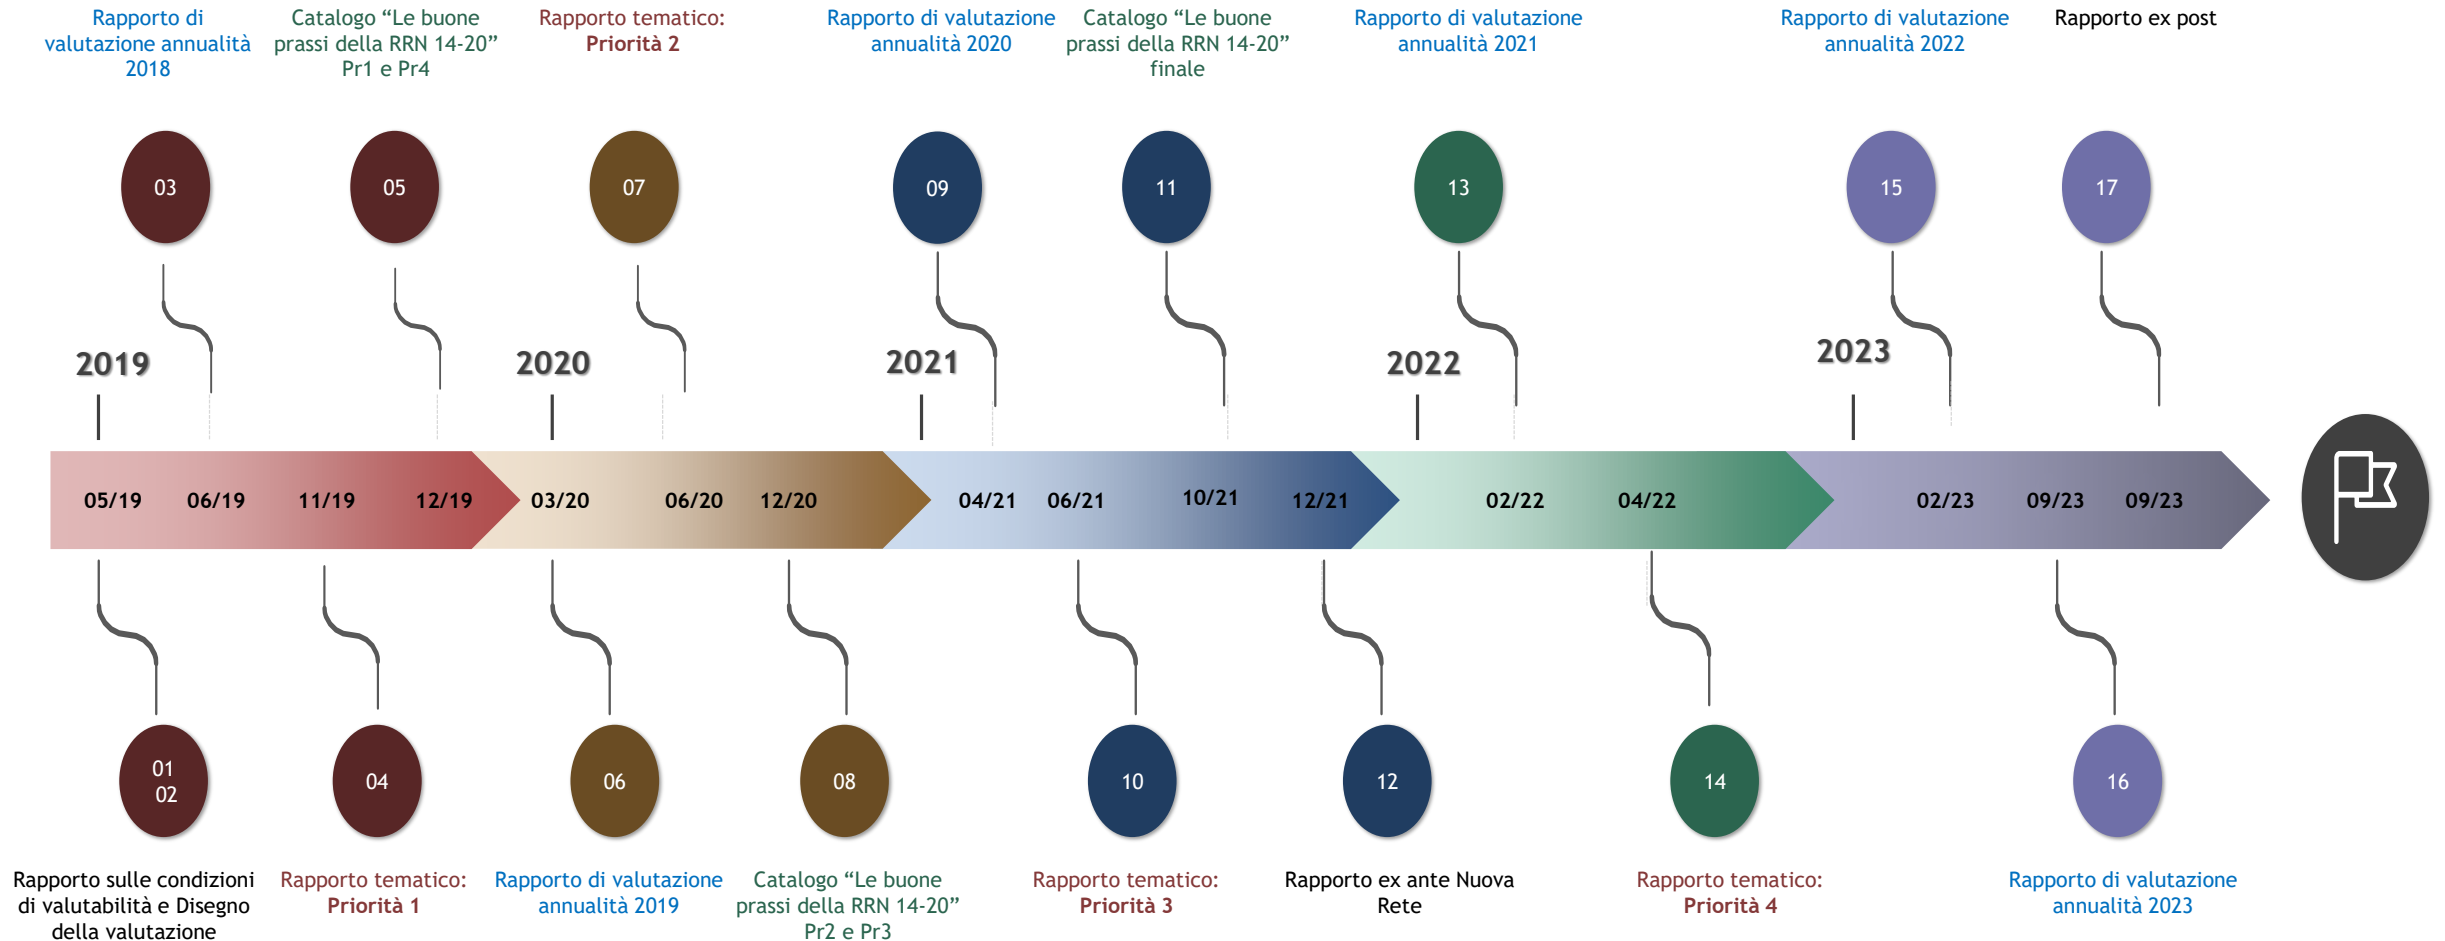 Rapporto di
valutazione annualità
2018
Catalogo “Le buone
prassi della RRN 14-20”
Pr1 e Pr4
Rapporto tematico:
Priorità 2
Rapporto di valutazione
annualità 2020
Catalogo “Le buone
prassi della RRN 14-20”
finale
Rapporto di valutazione
annualità 2021
Rapporto di valutazione
annualità 2022
Rapporto ex post
03
05
07
09
11
13
15
17
2019
2020
2021
2022
2023
05/19
06/19
11/19
12/19
03/20
06/20
12/20
04/21
06/21
10/21
12/21
02/22
04/22
02/23
09/23
09/23
01
02
04
06
08
10
12
14
16
Rapporto sulle condizioni
di valutabilità e Disegno
della valutazione
Rapporto tematico:
Priorità 1
Rapporto di valutazione
annualità 2019
Catalogo “Le buone
prassi della RRN 14-20”
Pr2 e Pr3
Rapporto tematico:
Priorità 3
Rapporto ex ante Nuova
Rete
Rapporto tematico:
Priorità 4
Rapporto di valutazione
annualità 2023